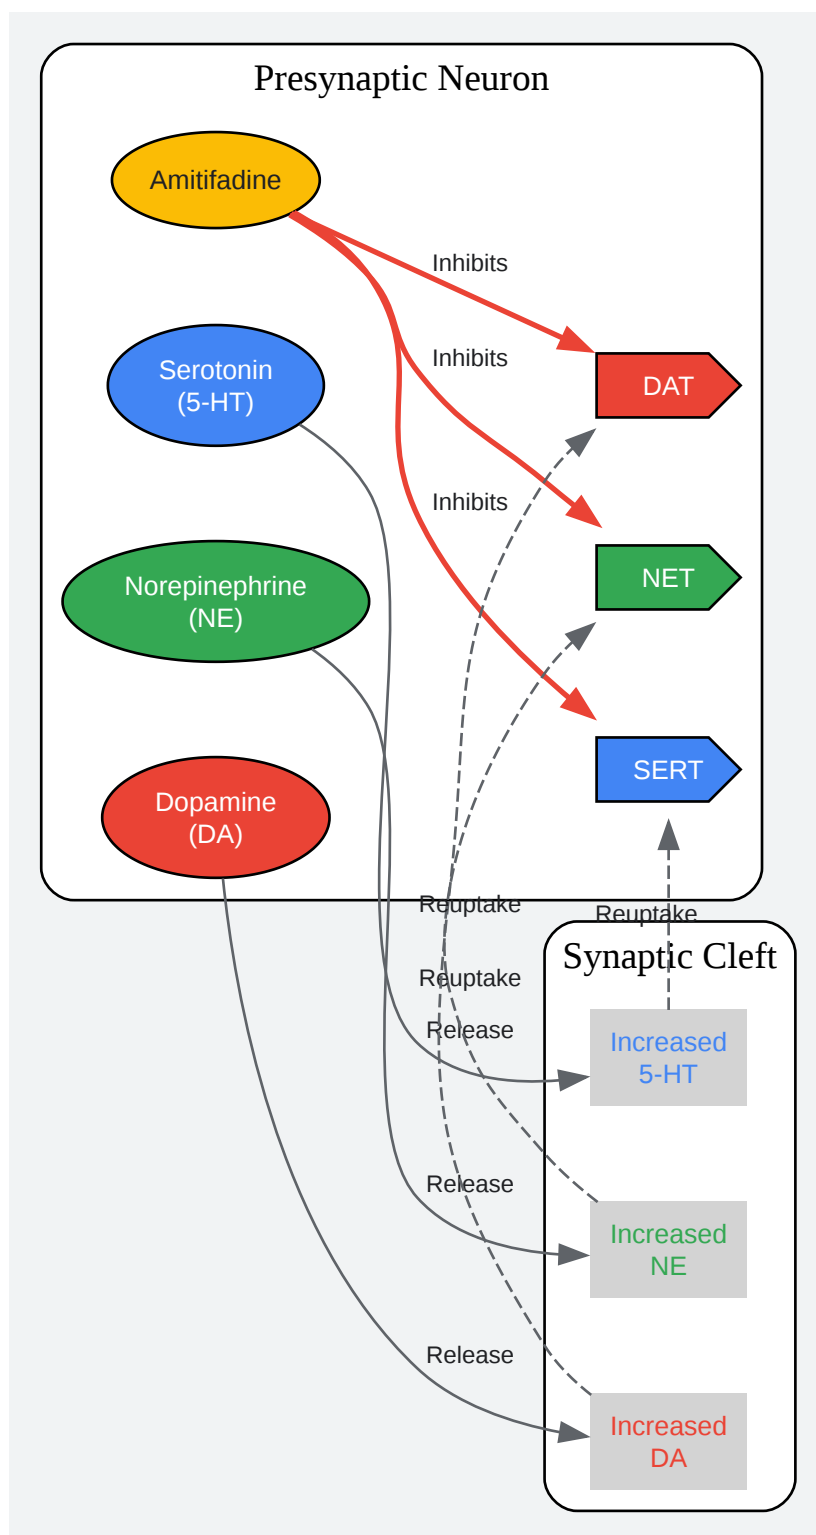 Presynaptic Neuron
Amitifadine
Inhibits
Serotonin
(5-HT)
Inhibits
DAT
Inhibits
Norepinephrine
(NE)
NET
Dopamine
(DA)
SERT
Reuptake
Reuptake
Synaptic Cleft
Reuptake
Release
Increased
5-HT
Release
Increased
NE
Release
Increased
DA